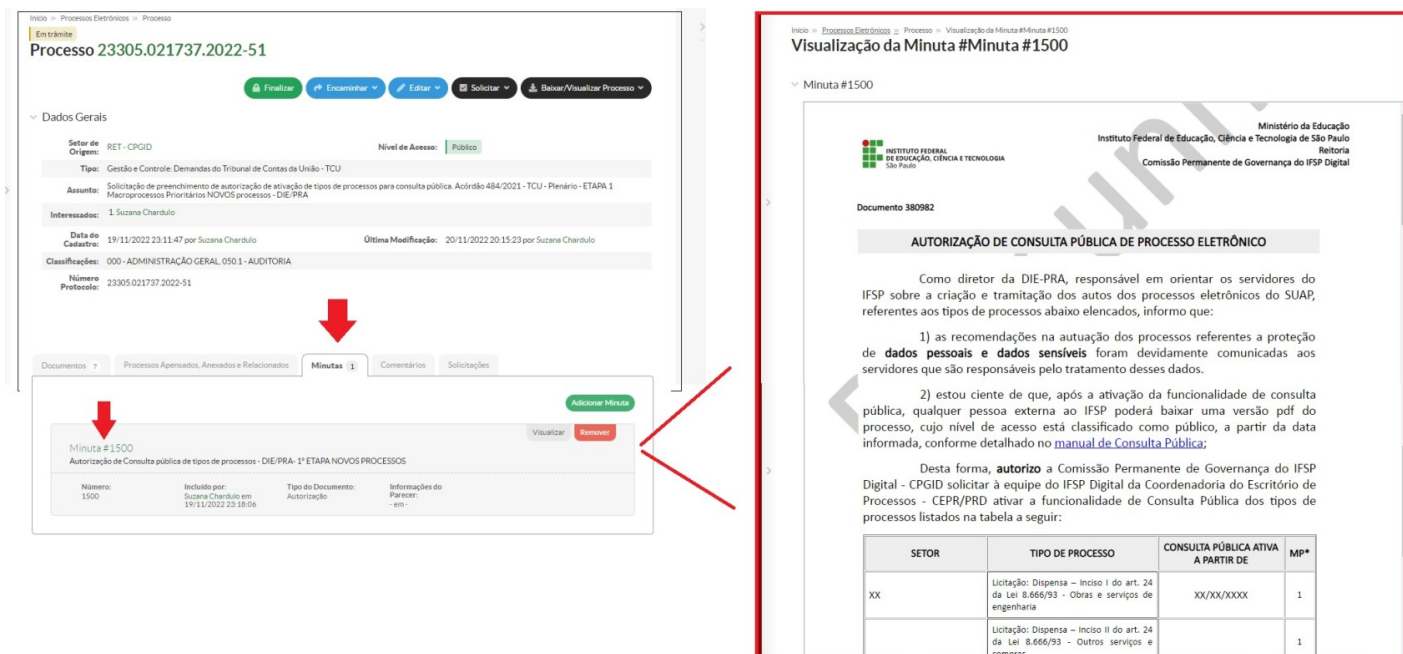 Início » Processos Eletrônicos » Processo
Em trâmite
Processo 23305.021737.2022-51
Finalizar
Encaminhar
Editar
Solicitar
Baixar/Visualizar Processo
Dados Gerais
Setor de Origem: RET - CPGID Nível de Acesso: Público
Tipo: Gestão e Controle: Demandas do Tribunal de Contas da União - TCU
Assunto: Solicitação de preenchimento de autorização de ativação de tipos de processos para consulta pública. Acórdão 484/2021 - TCU - Plenário - ETAPA 1
Macroprocessos Prioritários NOVOS processos - DIE/PRA
Interessados: 1. Suzana Chardulo
Data do Cadastro: 19/11/2022 23:11:47 por Suzana Chardulo Última Modificação: 20/11/2022 20:15:23 por Suzana Chardulo
Classificações: 000 - ADMINISTRAÇÃO GERAL, 050.1 - AUDITORIA
Número Protocolo: 23305.021737.2022-51
Documentos 7
Processos Apensados, Anexados e Relacionados
Minutas 1
Comentários
Solicitações
Adicionar Minuta
Visualizar
Remover
Minuta #1500
Autorização de Consulta pública de tipos de processos - DIE/PRA- 1º ETAPA NOVOS PROCESSOS
Número: Incluído por: Tipo do Documento: Informações do
1500 Suzana Chardulo em Autorização Parecer:
19/11/2022 23:18:06 - em -
Início » Processos Eletrônicos » Processo » Visualização da Minuta #Minuta #1500
Visualização da Minuta #Minuta #1500
Minuta #1500
INSTITUTO FEDERAL
DE EDUCAÇÃO, CIÊNCIA E TECNOLOGIA
São Paulo
Ministério da Educação
Instituto Federal de Educação, Ciência e Tecnologia de São Paulo
Reitoria
Comissão Permanente de Governança do IFSP Digital
Documento 380982
AUTORIZAÇÃO DE CONSULTA PÚBLICA DE PROCESSO ELETRÔNICO
Como diretor da DIE-PRA, responsável em orientar os servidores do
IFSP sobre a criação e tramitação dos autos dos processos eletrônicos do SUAP,
referentes aos tipos de processos abaixo elencados, informo que:
1) as recomendações na autuação dos processos referentes a proteção
de dados pessoais e dados sensíveis foram devidamente comunicadas aos
servidores que são responsáveis pelo tratamento desses dados.
2) estou ciente de que, após a ativação da funcionalidade de consulta
pública, qualquer pessoa externa ao IFSP poderá baixar uma versão pdf do
processo, cujo nível de acesso está classificado como público, a partir da data
informada, conforme detalhado no manual de Consulta Pública;
Desta forma, autorizo a Comissão Permanente de Governança do IFSP
Digital - CPGID solicitar à equipe do IFSP Digital da Coordenadoria do Escritório de
Processos - CEPR/PRD ativar a funcionalidade de Consulta Pública dos tipos de
processos listados na tabela a seguir:
SETOR
TIPO DE PROCESSO
CONSULTA PÚBLICA ATIVA
A PARTIR DE
MP*
XX
Licitação: Dispensa – Inciso I do art. 24
da Lei 8.666/93 - Obras e serviços de
engenharia
XX/XX/XXXX
1
Licitação: Dispensa – Inciso II do art. 24
da Lei 8.666/93 - Outros serviços e
compras
1